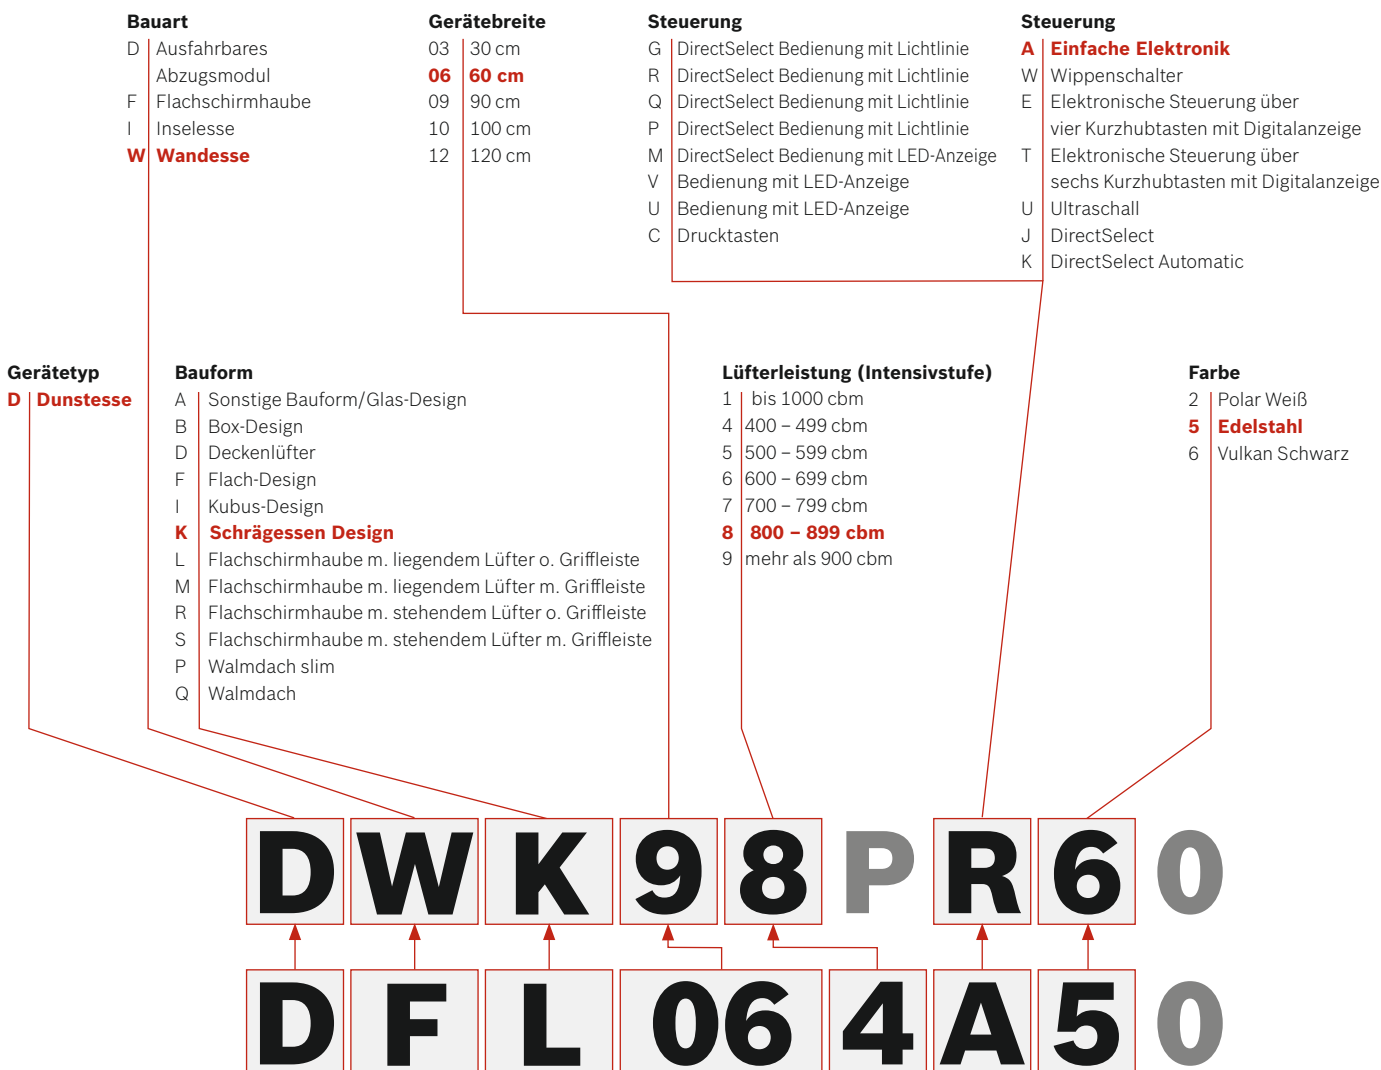 Bauart
D Ausfahrbares
Abzugsmodul
F Flachschirmhaube
I Inselesse
W Wandesse
Gerätebreite
03 30 cm
06 60 cm
09 90 cm
10 100 cm
12 120 cm
Steuerung
G DirectSelect Bedienung mit Lichtlinie
R DirectSelect Bedienung mit Lichtlinie
Q DirectSelect Bedienung mit Lichtlinie
P DirectSelect Bedienung mit Lichtlinie
M DirectSelect Bedienung mit LED-Anzeige
V Bedienung mit LED-Anzeige
U Bedienung mit LED-Anzeige
C Drucktasten
Steuerung
A Einfache Elektronik
W Wippenschalter
E Elektronische Steuerung über
vier Kurzhubtasten mit Digitalanzeige
T Elektronische Steuerung über
sechs Kurzhubtasten mit Digitalanzeige
U Ultraschall
J DirectSelect
K DirectSelect Automatic
Gerätetyp
D Dunstesse
Bauform
A Sonstige Bauform/Glas-Design
B Box-Design
D Deckenlüfter
F Flach-Design
I Kubus-Design
K Schrägessen Design
L Flachschirmhaube m. liegendem Lüfter o. Griffleiste
M Flachschirmhaube m. liegendem Lüfter m. Griffleiste
R Flachschirmhaube m. stehendem Lüfter o. Griffleiste
S Flachschirmhaube m. stehendem Lüfter m. Griffleiste
P Walmdach slim
Q Walmdach
Lüfterleistung (Intensivstufe)
1 bis 1000 cbm
4 400 – 499 cbm
5 500 – 599 cbm
6 600 – 699 cbm
7 700 – 799 cbm
8 800 – 899 cbm
9 mehr als 900 cbm
Farbe
2 Polar Weiß
5 Edelstahl
6 Vulkan Schwarz
D W K 9 8 P R 6 0
D F L 06 4 A 5 0